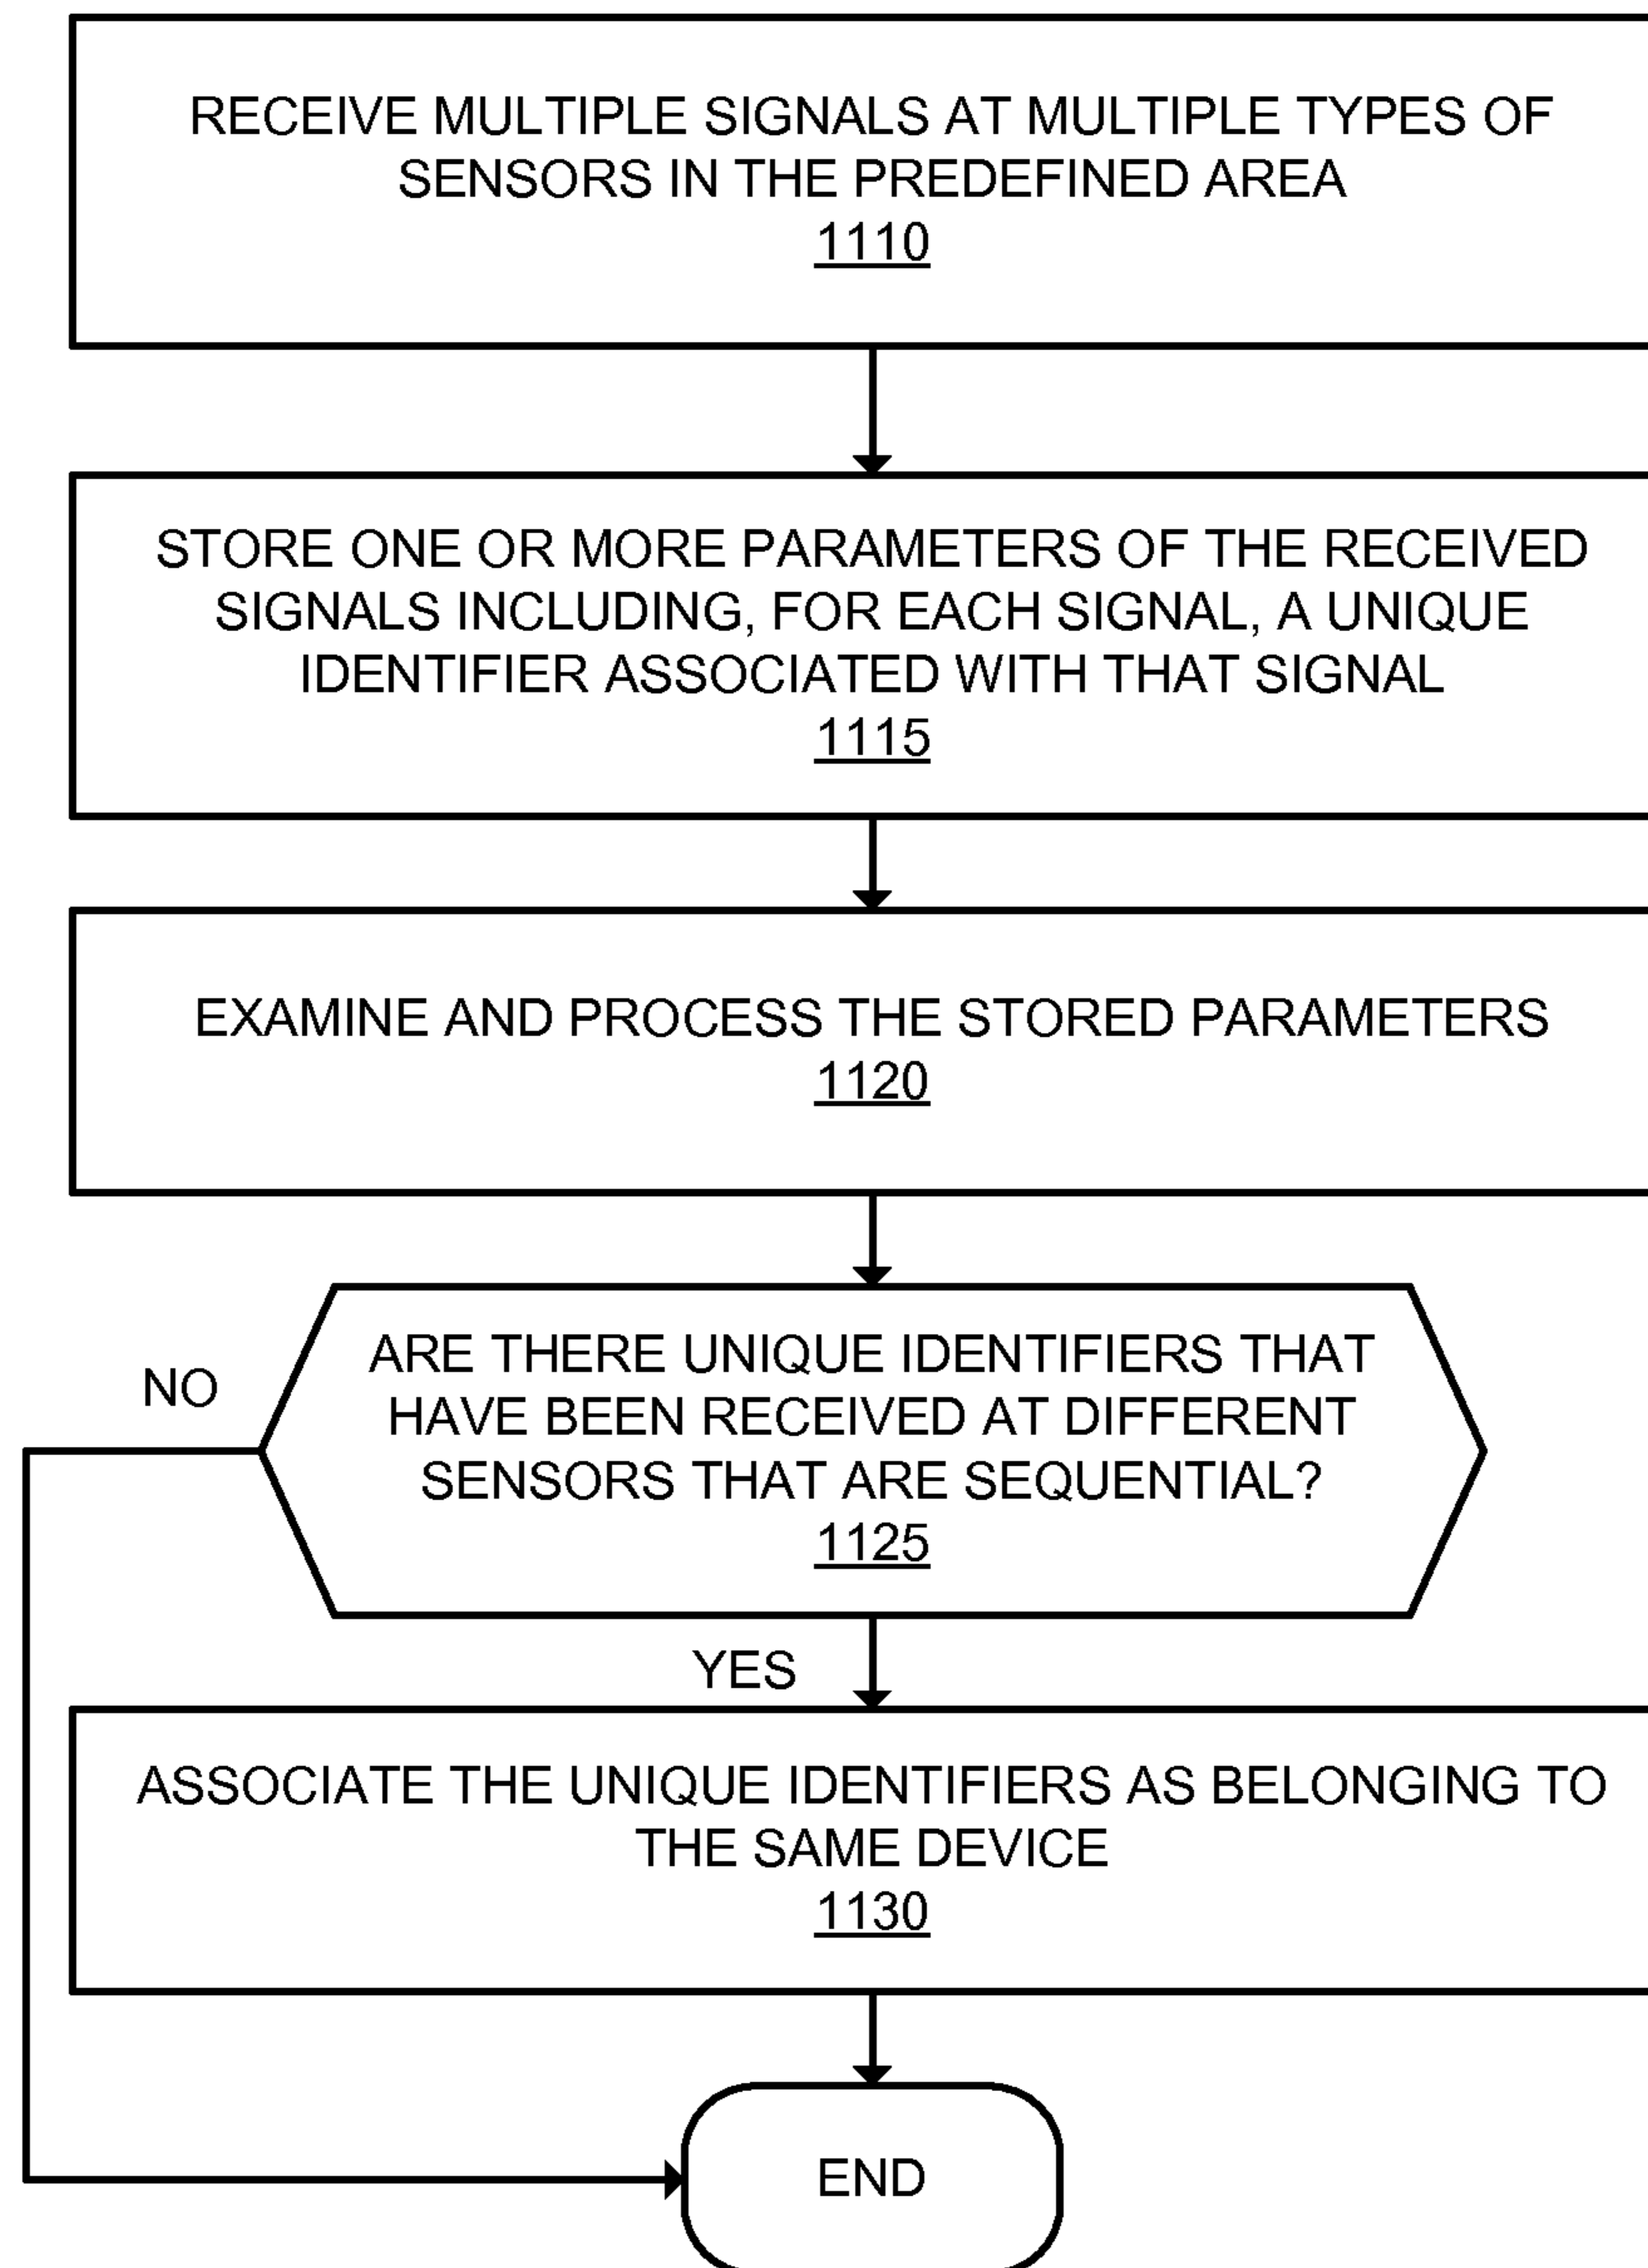 RECEIVE MULTIPLE SIGNALS AT MULTIPLE TYPES OF
SENSORS IN THE PREDEFINED AREA
1110
STORE ONE OR MORE PARAMETERS OF THE RECEIVED
SIGNALS INCLUDING, FOR EACH SIGNAL, A UNIQUE
IDENTIFIER ASSOCIATED WITH THAT SIGNAL
1115
EXAMINE AND PROCESS THE STORED PARAMETERS
1120
ARE THERE UNIQUE IDENTIFIERS THAT
HAVE BEEN RECEIVED AT DIFFERENT
SENSORS THAT ARE SEQUENTIAL?
1125
NO
YES
ASSOCIATE THE UNIQUE IDENTIFIERS AS BELONGING TO
THE SAME DEVICE
1130
END